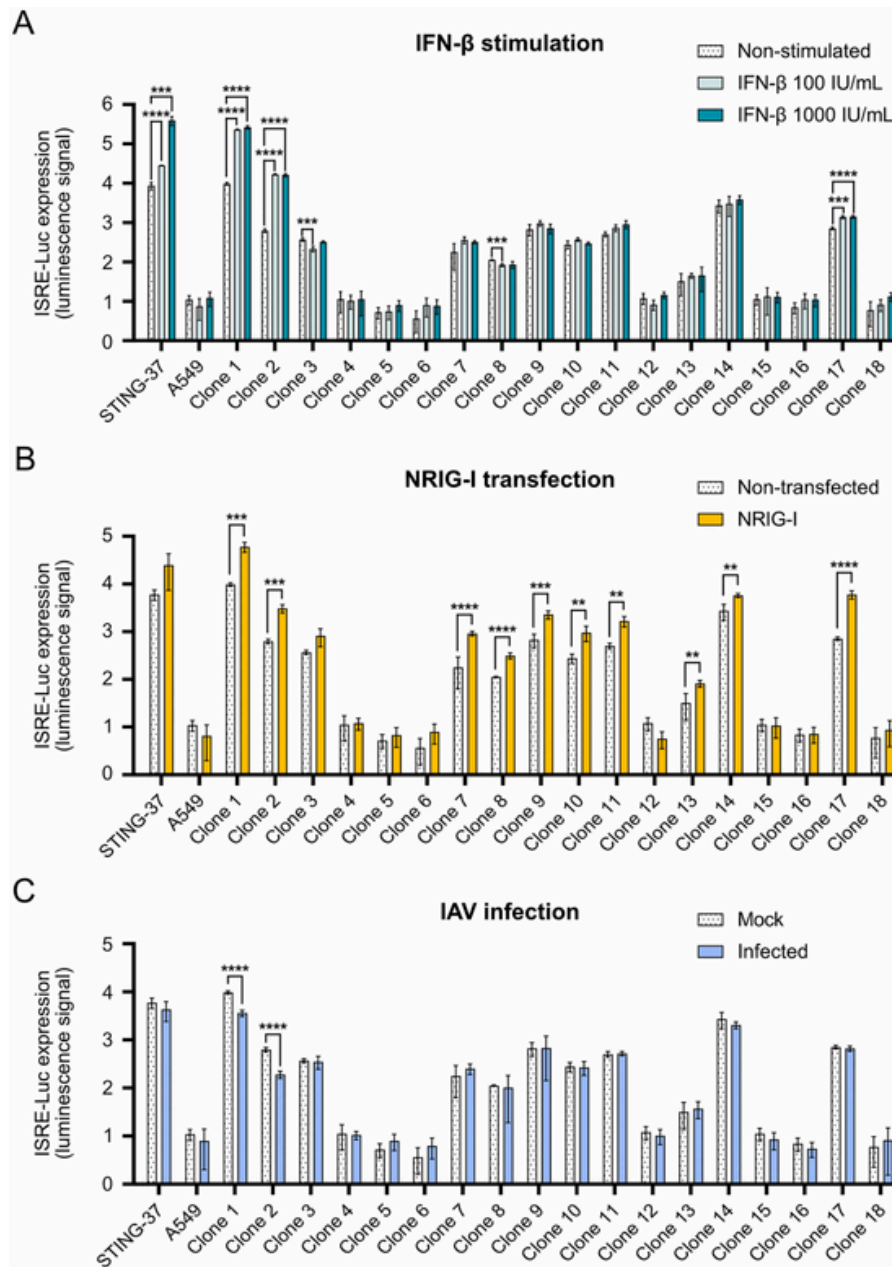 A
IFN-β stimulation
Non-stimulated
IFN-β 100 IU/mL
IFN-β 1000 IU/mL
ISRE-Luc expression
(luminescence signal)
6
5
4
3
2
1
0
*** **** **** **** **** **** *** *** **** ***
STING-37 A549 Clone 1 Clone 2 Clone 3 Clone 4 Clone 5 Clone 6 Clone 7 Clone 8 Clone 9 Clone 10 Clone 11 Clone 12 Clone 13 Clone 14 Clone 15 Clone 16 Clone 17 Clone 18
B
NRIG-I transfection
Non-transfected
NRIG-I
ISRE-Luc expression
(luminescence signal)
5
4
3
2
1
0
*** *** **** **** *** ** ** ** ** ****
STING-37 A549 Clone 1 Clone 2 Clone 3 Clone 4 Clone 5 Clone 6 Clone 7 Clone 8 Clone 9 Clone 10 Clone 11 Clone 12 Clone 13 Clone 14 Clone 15 Clone 16 Clone 17 Clone 18
C
IAV infection
Mock
Infected
ISRE-Luc expression
(luminescence signal)
5
4
3
2
1
0
**** ****
STING-37 A549 Clone 1 Clone 2 Clone 3 Clone 4 Clone 5 Clone 6 Clone 7 Clone 8 Clone 9 Clone 10 Clone 11 Clone 12 Clone 13 Clone 14 Clone 15 Clone 16 Clone 17 Clone 18